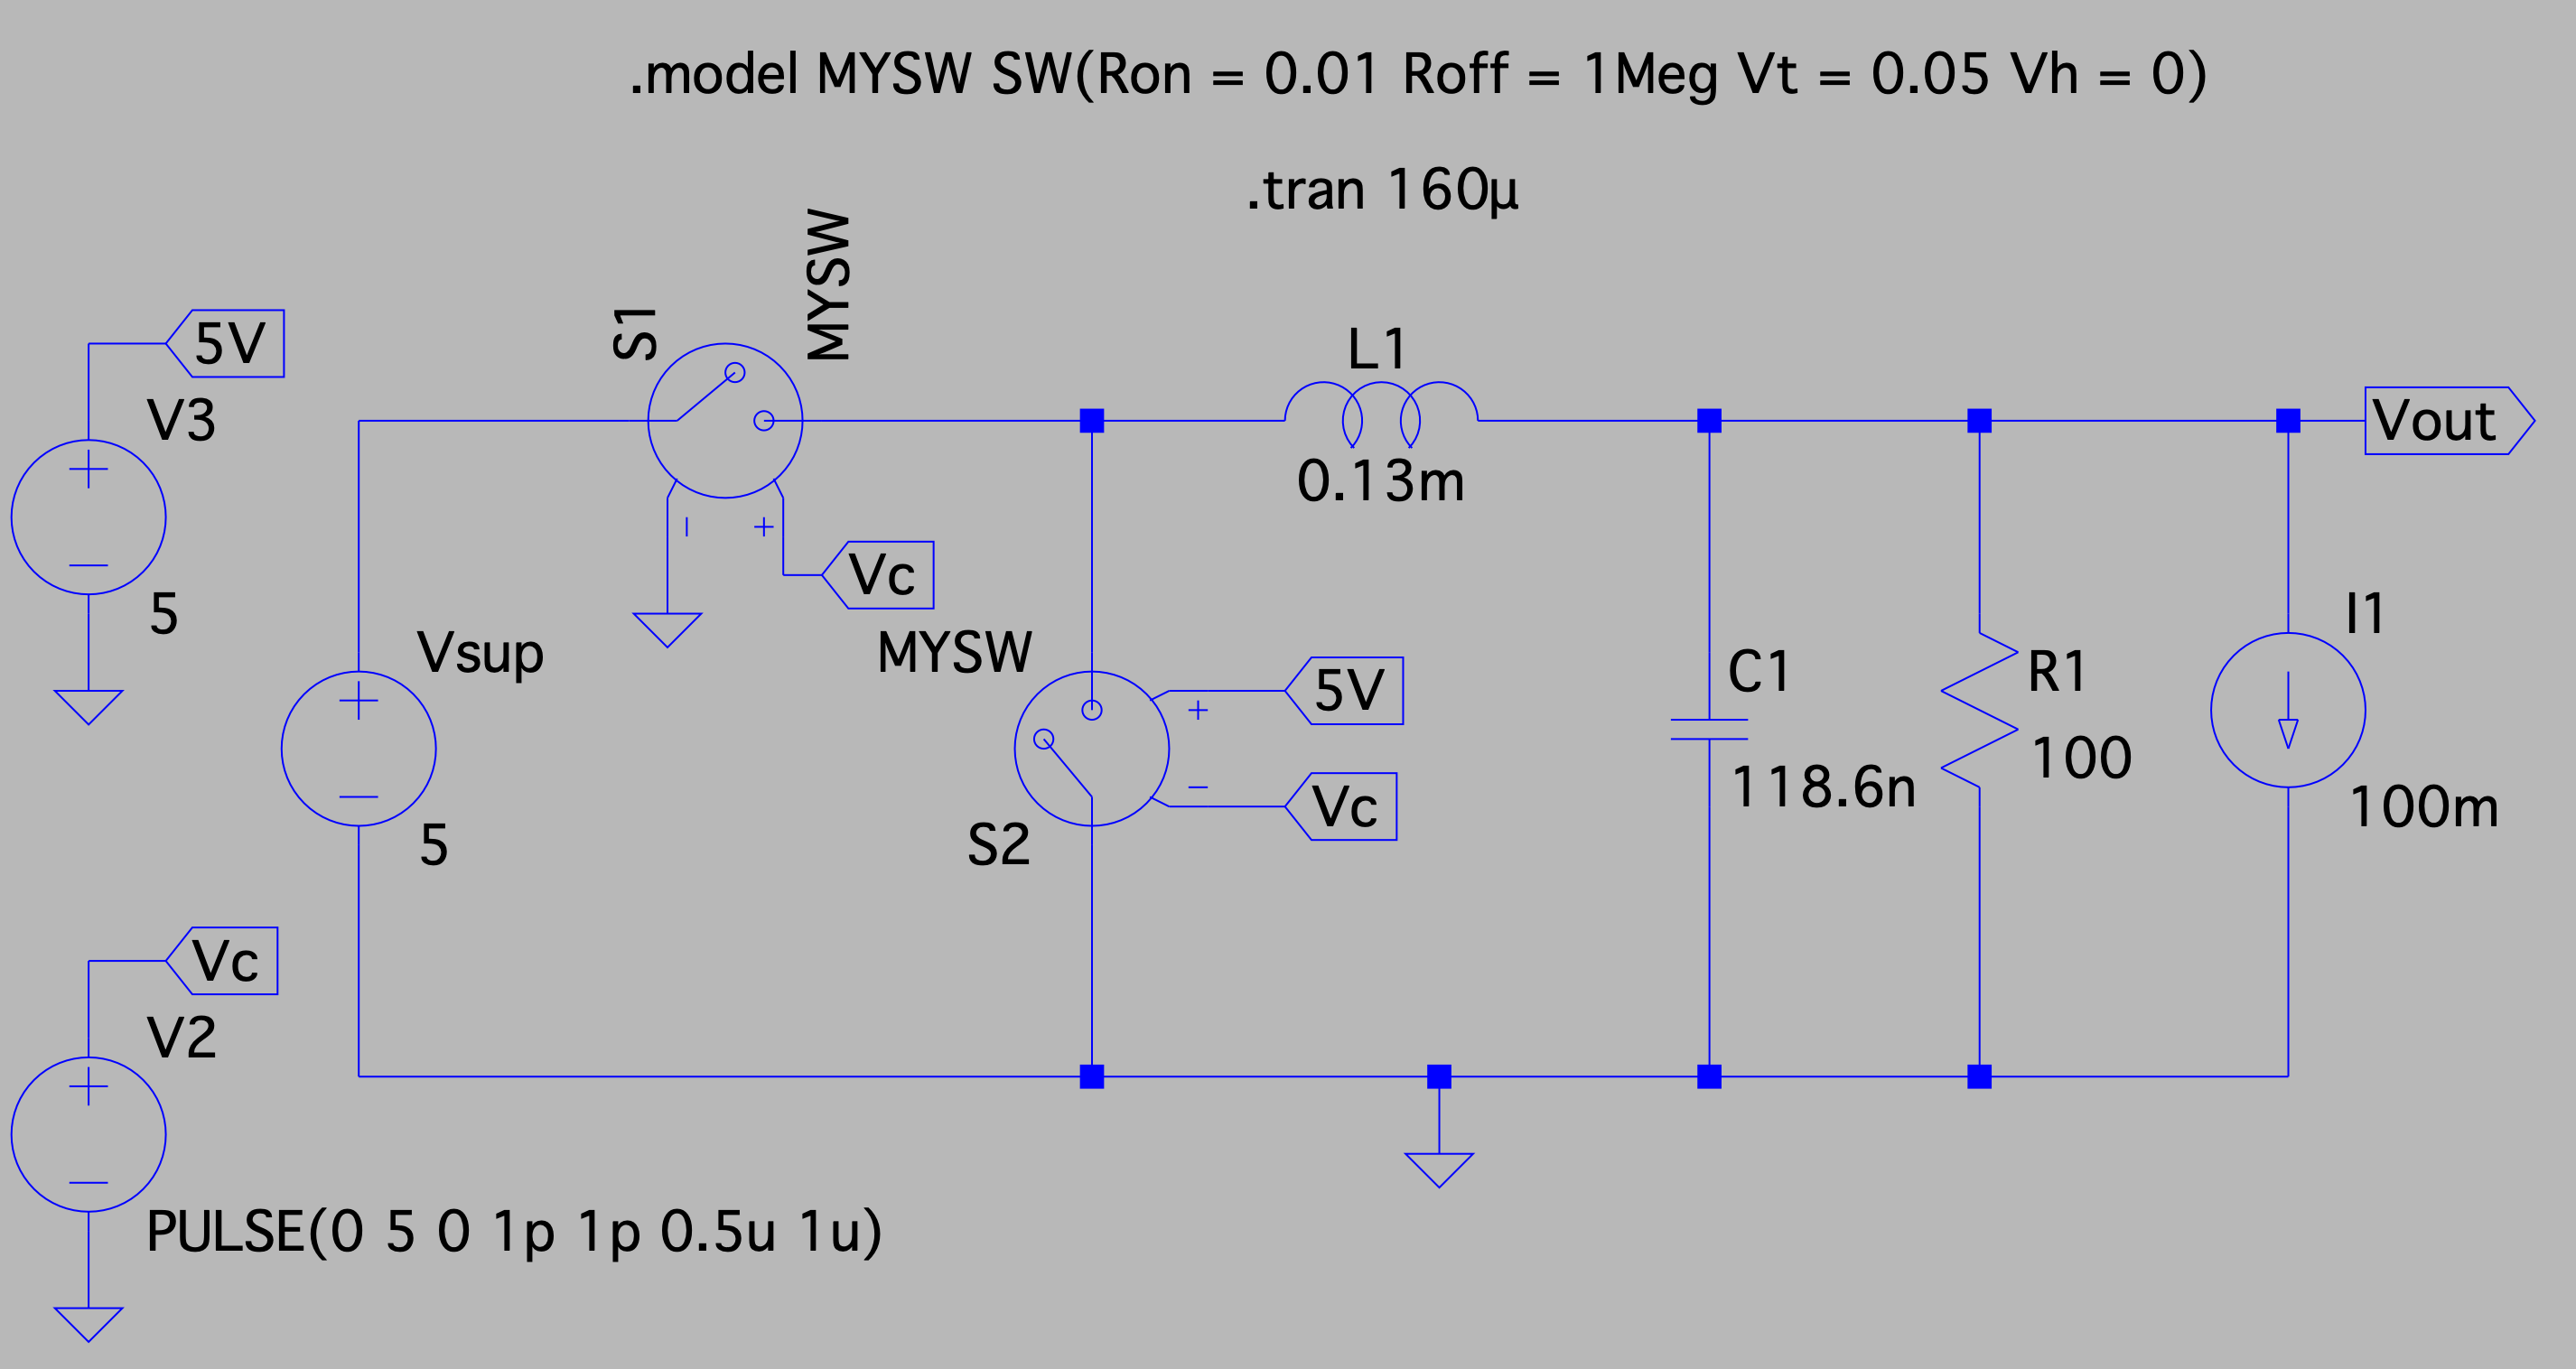 .model MYSW SW(Ron = 0.01 Roff = 1Meg Vt = 0.05 Vh = 0)
.tran 160µ
5V
V3
5
Vsup
5
Vc
V2
PULSE(0 5 0 1p 1p 0.5u 1u)
S1
MYSW
Vc
MYSW
S2
5V
Vc
L1
0.13m
C1
118.6n
R1
100
I1
100m
Vout